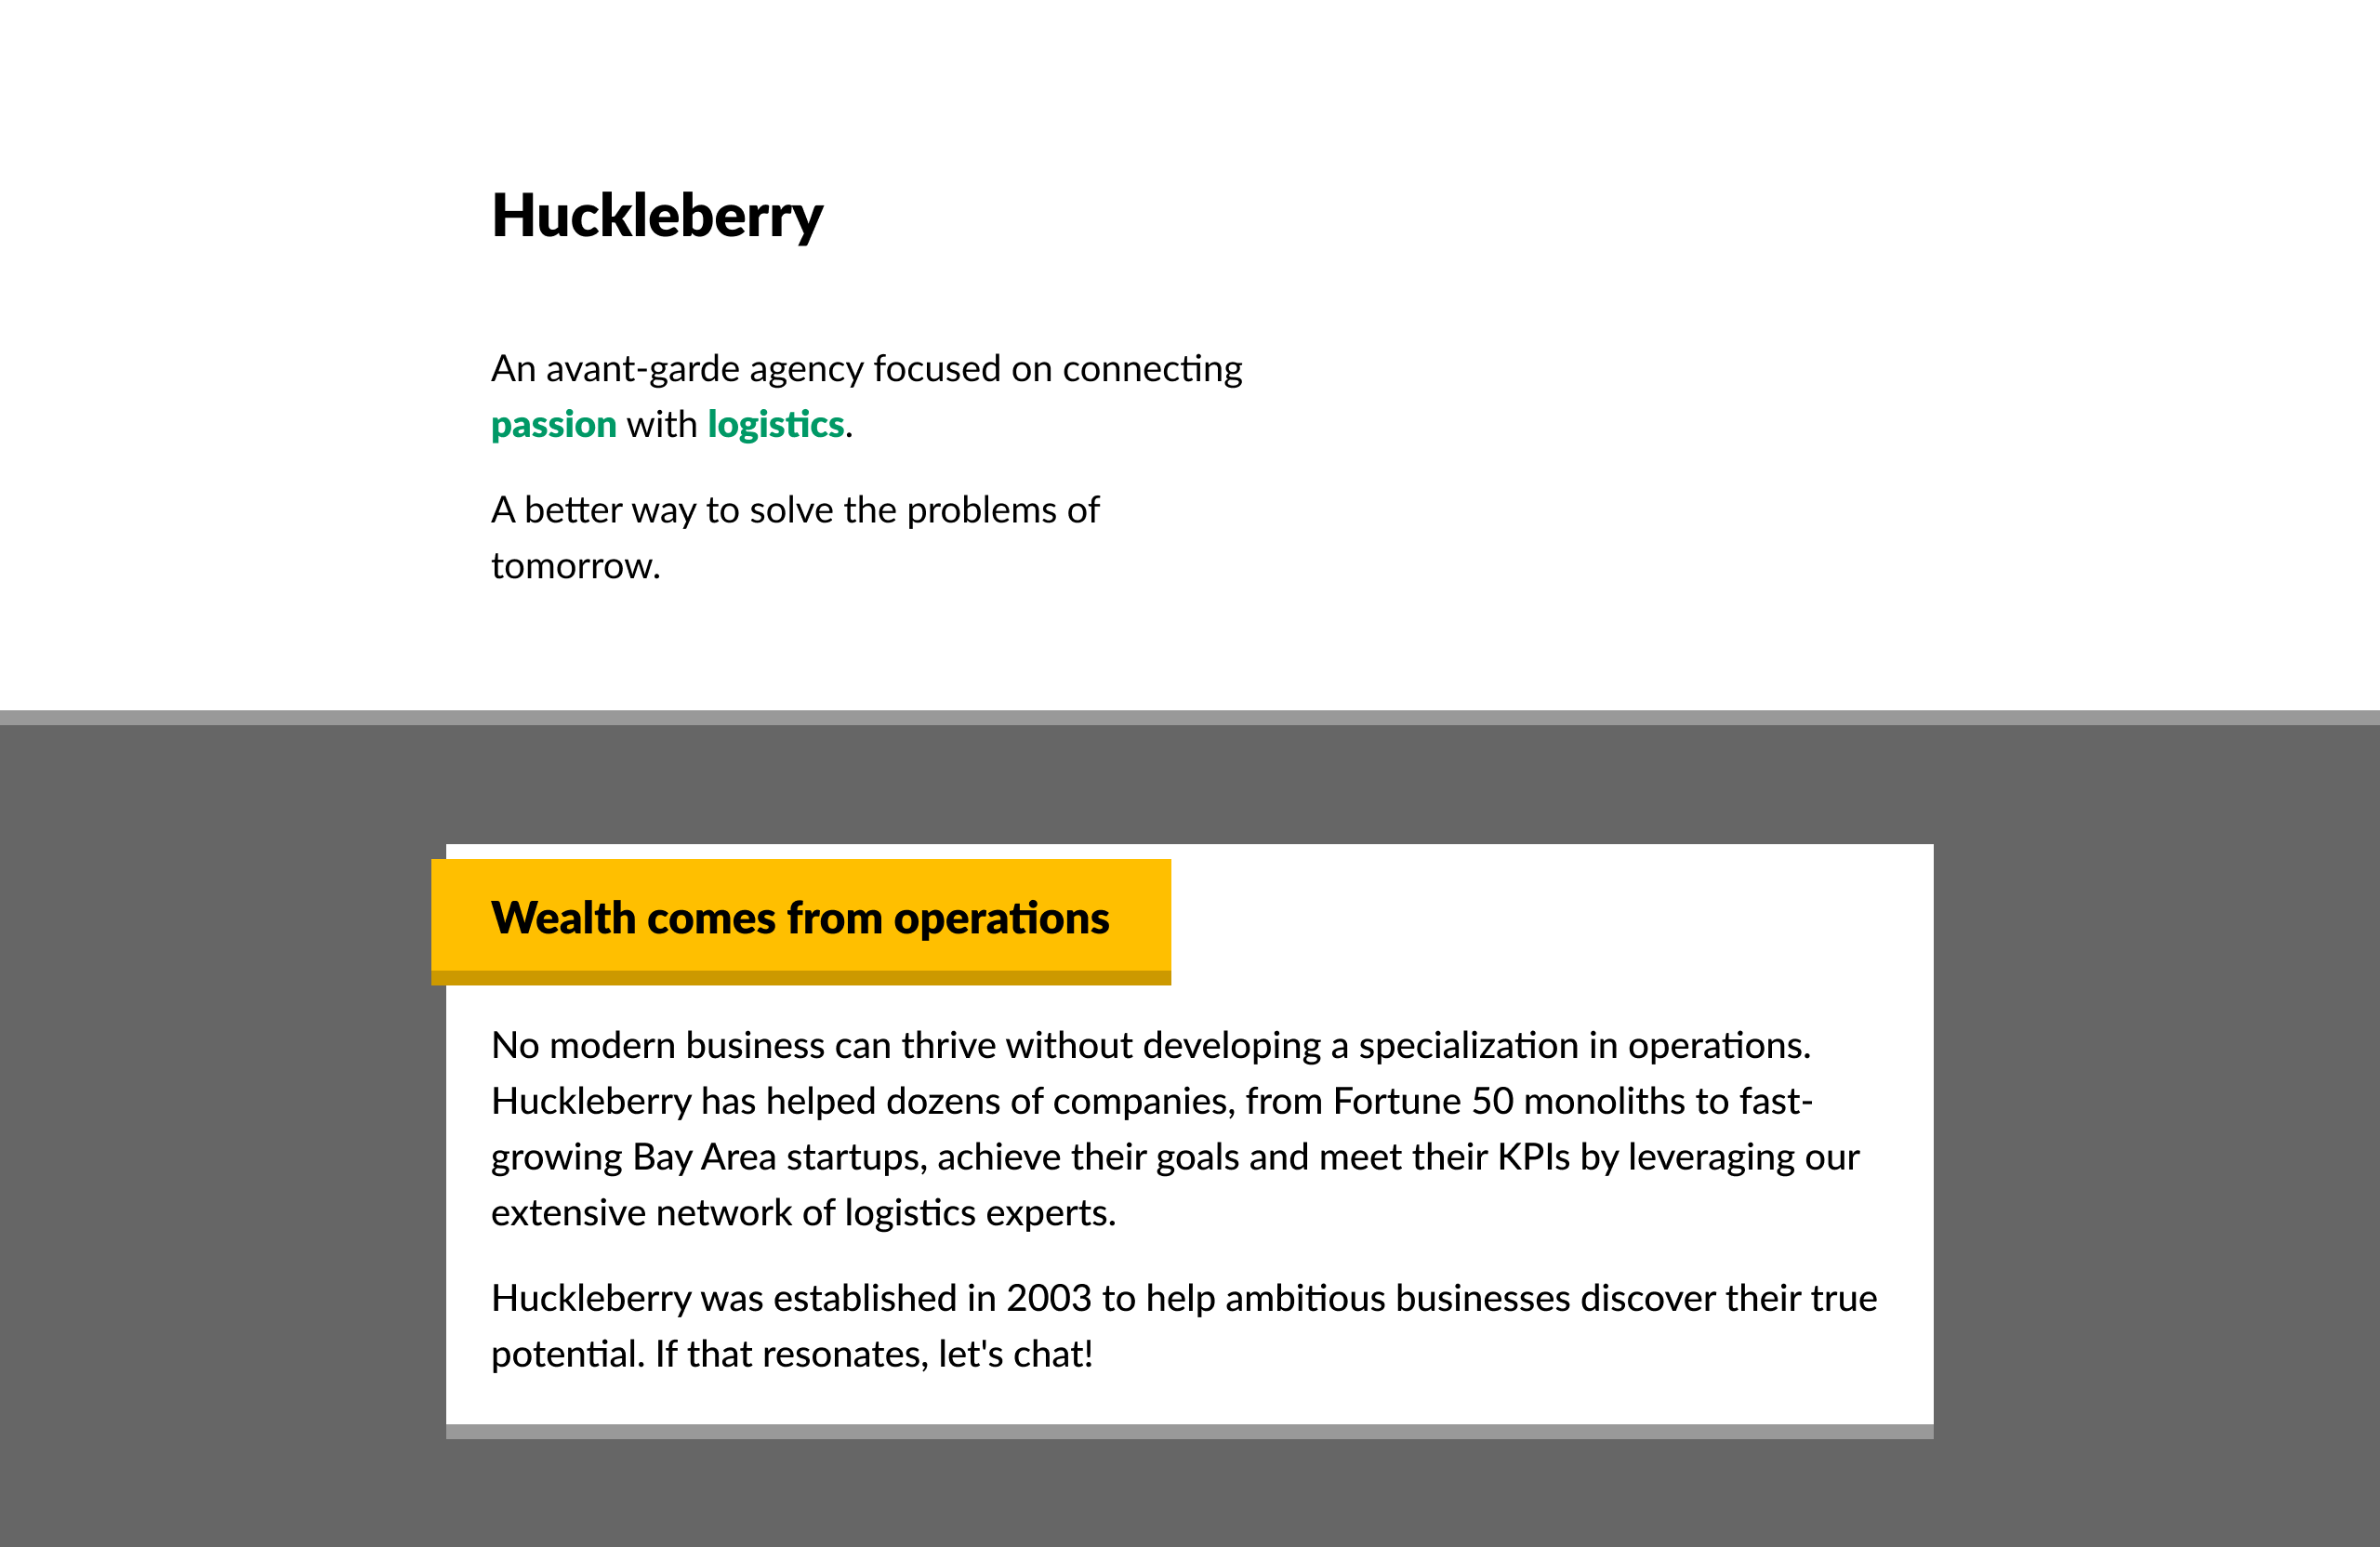 Huckleberry
An avant-garde agency focused on connecting
passion with logistics.
A better way to solve the problems of
tomorrow.
Wealth comes from operations
No modern business can thrive without developing a specialization in operations.
Huckleberry has helped dozens of companies, from Fortune 50 monoliths to fast-
growing Bay Area startups, achieve their goals and meet their KPIs by leveraging our
extensive network of logistics experts.
Huckleberry was established in 2003 to help ambitious businesses discover their true
potential. If that resonates, let's chat!